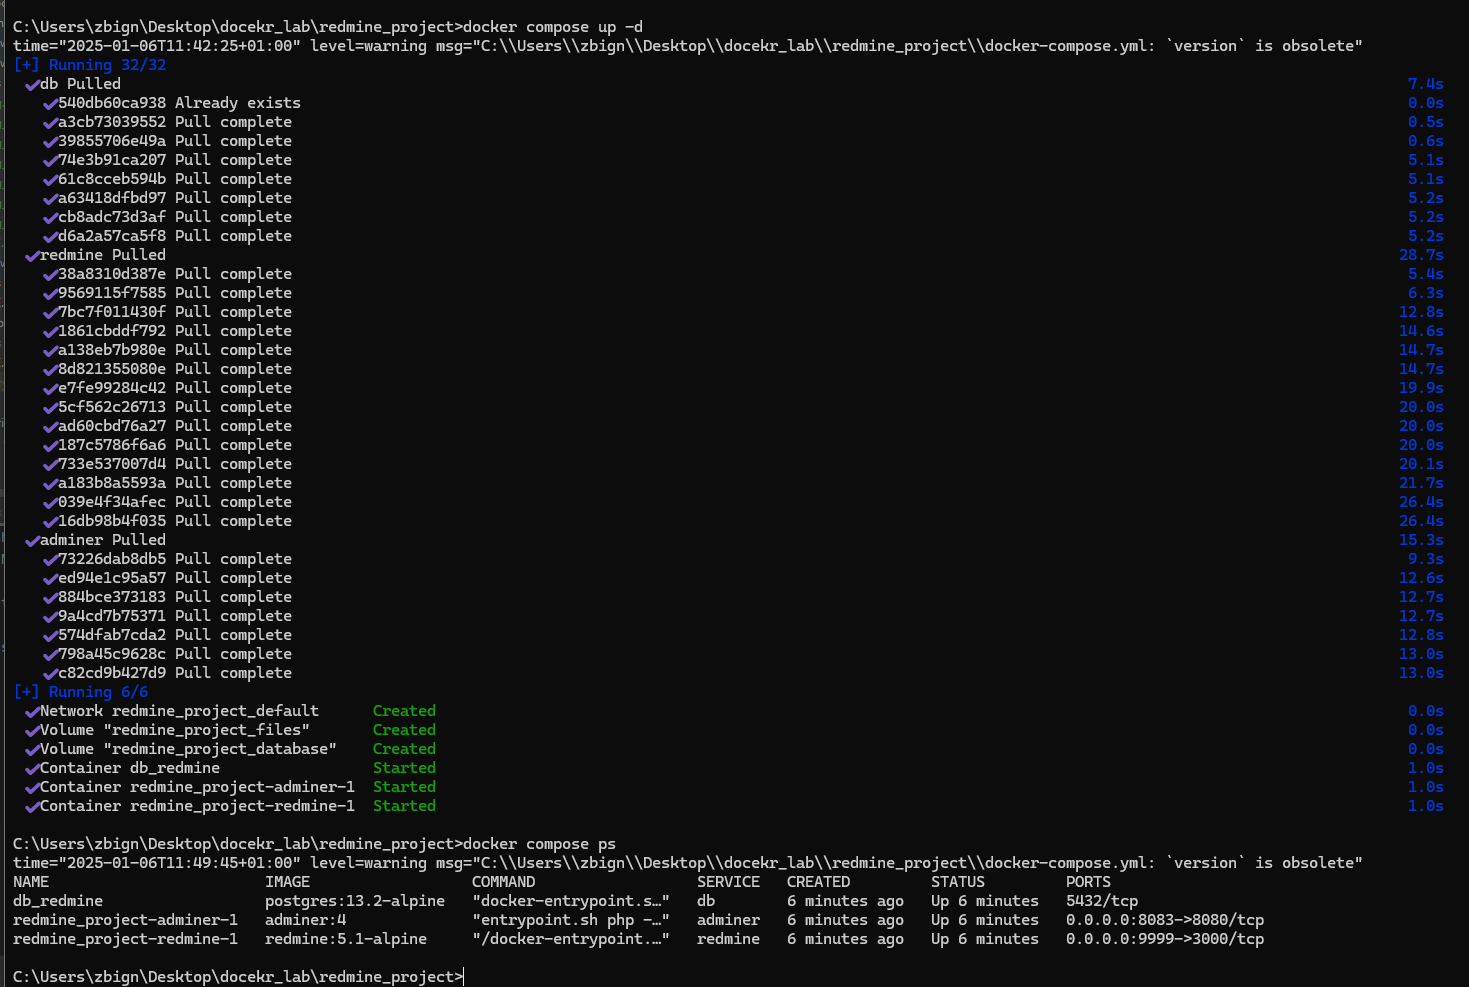 C:\Users\zbign\Desktop\docekr_lab\redmine_project>docker compose up -d
time="2025-01-06T11:42:25+01:00" level=warning msg="C:\\Users\\zbign\\Desktop\\docekr_lab\\redmine_project\\docker-compose.yml: `version` is obsolete"
[+] Running 32/32
✔db Pulled 7.4s
✔540db60ca938 Already exists 0.0s
✔a3cb73039552 Pull complete 0.5s
✔39855706e49a Pull complete 0.6s
✔74e3b91ca207 Pull complete 5.1s
✔61c8cceb594b Pull complete 5.1s
✔a63418dfbd97 Pull complete 5.2s
✔cb8adc73d3af Pull complete 5.2s
✔d6a2a57ca5f8 Pull complete 5.2s
✔redmine Pulled 28.7s
✔38a8310d387e Pull complete 5.4s
✔9569115f7585 Pull complete 6.3s
✔7bc7f011430f Pull complete 12.8s
✔1861cbddf792 Pull complete 14.6s
✔a138eb7b980e Pull complete 14.7s
✔8d821355080e Pull complete 14.7s
✔e7fe99284c42 Pull complete 19.9s
✔5cf562c26713 Pull complete 20.0s
✔ad60cbd76a27 Pull complete 20.0s
✔187c5786f6a6 Pull complete 20.0s
✔733e537007d4 Pull complete 20.1s
✔a183b8a5593a Pull complete 21.7s
✔039e4f34afec Pull complete 26.4s
✔16db98b4f035 Pull complete 26.4s
✔adminer Pulled 15.3s
✔73226dab8db5 Pull complete 9.3s
✔ed94e1c95a57 Pull complete 12.6s
✔884bce373183 Pull complete 12.7s
✔9a4cd7b75371 Pull complete 12.7s
✔574dfab7cda2 Pull complete 12.8s
✔798a45c9628c Pull complete 13.0s
✔c82cd9b427d9 Pull complete 13.0s
[+] Running 6/6
✔Network redmine_project_default Created 0.0s
✔Volume "redmine_project_files" Created 0.0s
✔Volume "redmine_project_database" Created 0.0s
✔Container db_redmine Started 1.0s
✔Container redmine_project-adminer-1 Started 1.0s
✔Container redmine_project-redmine-1 Started 1.0s
C:\Users\zbign\Desktop\docekr_lab\redmine_project>docker compose ps
time="2025-01-06T11:49:45+01:00" level=warning msg="C:\\Users\\zbign\\Desktop\\docekr_lab\\redmine_project\\docker-compose.yml: `version` is obsolete"
NAME IMAGE COMMAND SERVICE CREATED STATUS PORTS
db_redmine postgres:13.2-alpine "docker-entrypoint.s…" db 6 minutes ago Up 6 minutes 5432/tcp
redmine_project-adminer-1 adminer:4 "entrypoint.sh php -…" adminer 6 minutes ago Up 6 minutes 0.0.0.0:8083->8080/tcp
redmine_project-redmine-1 redmine:5.1-alpine "/docker-entrypoint.…" redmine 6 minutes ago Up 6 minutes 0.0.0.0:9999->3000/tcp
C:\Users\zbign\Desktop\docekr_lab\redmine_project>